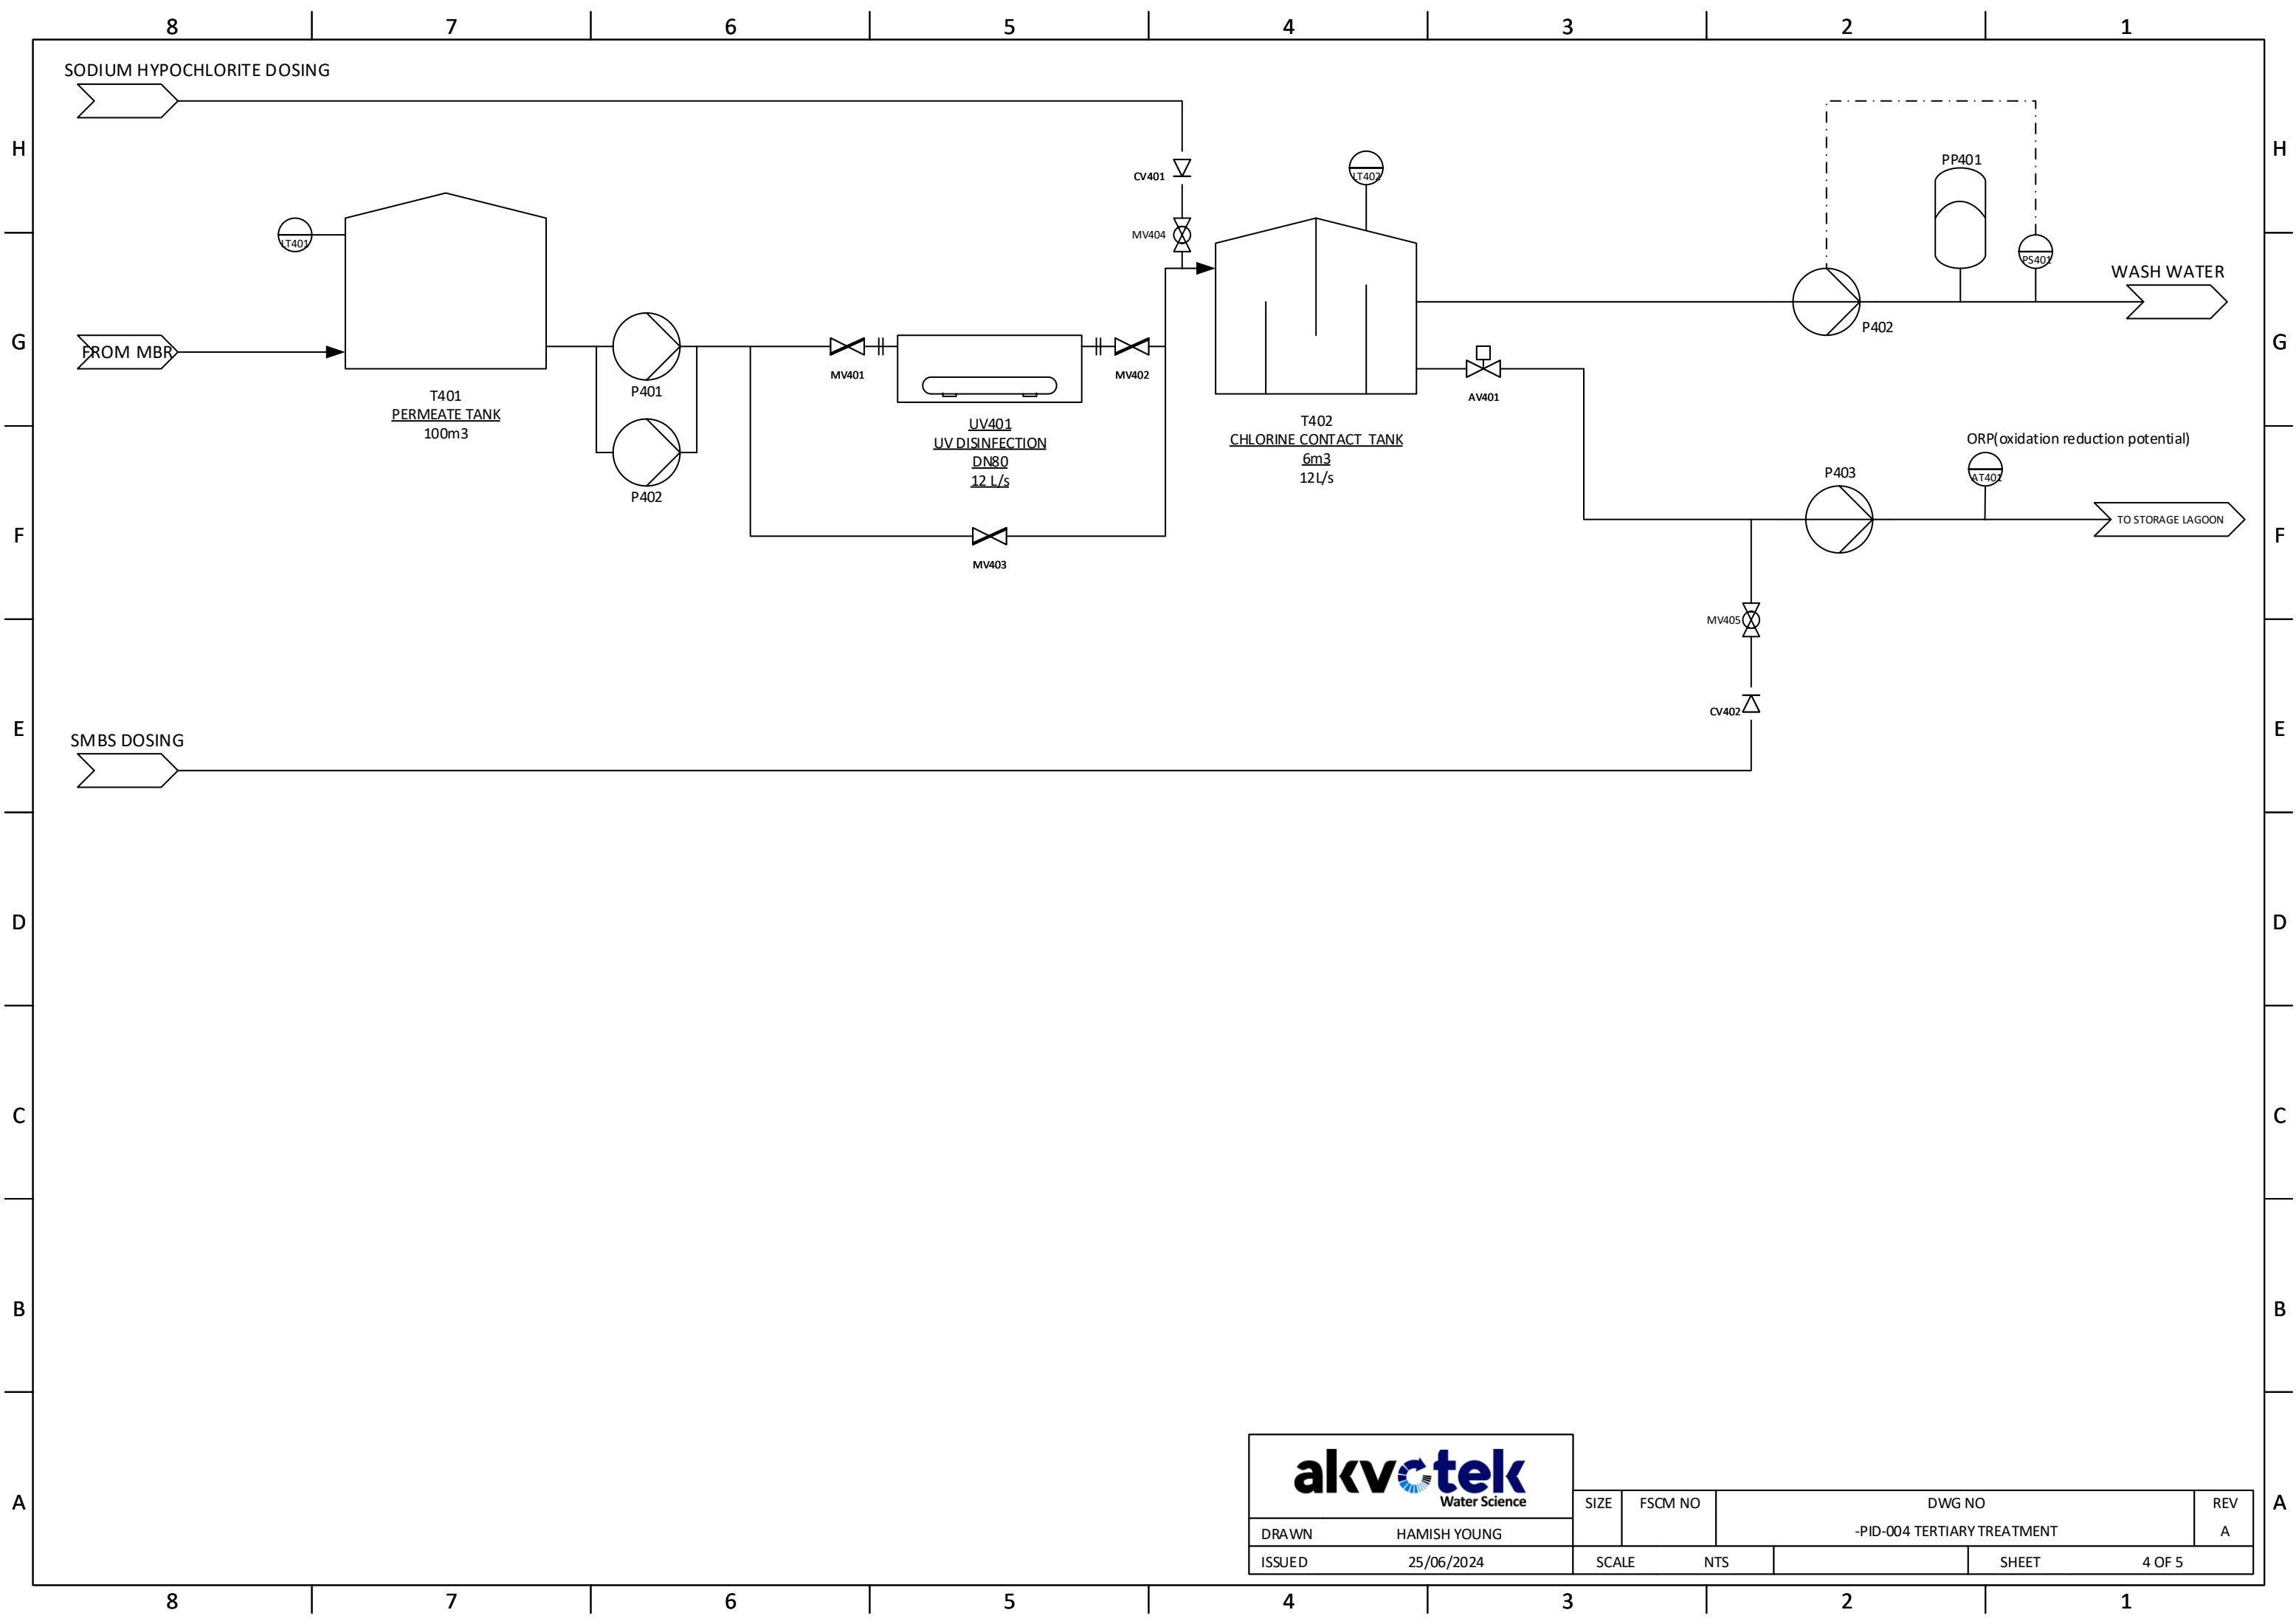 8 7 6 5 4 3 2 1
SODIUM HYPOCHLORITE DOSING
H
H
CV401
LT402
PP401
MV404
LT401
PS401
WASH WATER
G
FROM MBR
G
P402
P401
MV401
MV402
AV401
T401
PERMEATE TANK
100m3
UV401
UV DISINFECTION
DN80
12 L/s
T402
CHLORINE CONTACT TANK
6m3
12L/s
ORP(oxidation reduction potential)
P402
P403
AT401
TO STORAGE LAGOON
F
F
MV403
MV405
CV402
E
E
SMBS DOSING
D
D
C
C
B
B
akvotek
Water Science
A
A
SIZE
FSCM NO
DWG NO
REV
DRAWN HAMISH YOUNG
-PID-004 TERTIARY TREATMENT
A
ISSUED 25/06/2024
SCALE NTS
SHEET 4 OF 5
8 7 6 5 4 3 2 1